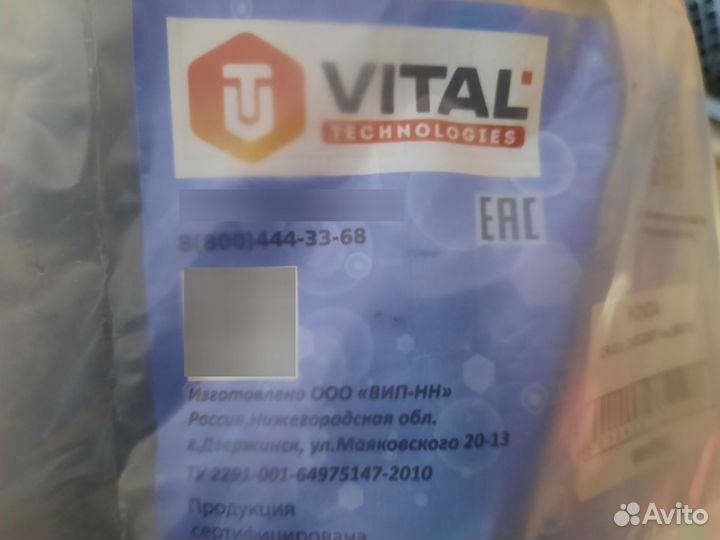 VITAL
TECHNOLOGIES
EAC
8(800)444-33-68
Изготовлено ООО «ВИП-НН»
Россия, Нижегородская обл.
г.Дзержинск, ул.Маяковского 20-13
ТУ 2291-001-64975147-2010
Продукция
сертифицирована
Avito